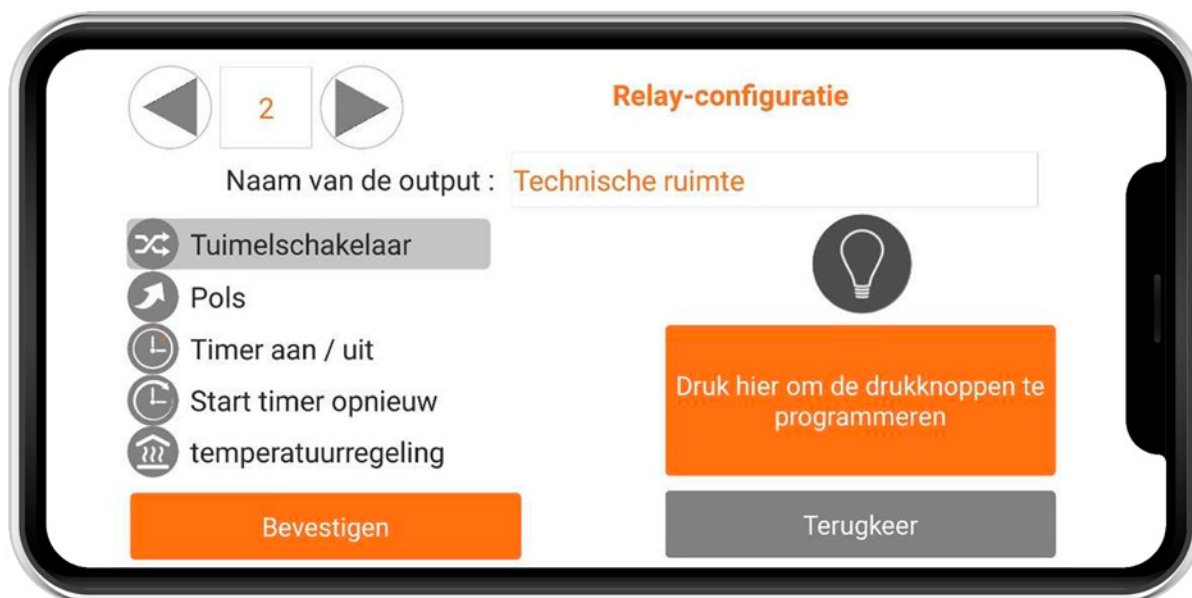 2
Relay-configuratie
Naam van de output : Technische ruimte
Tuimelschakelaar
Pols
Timer aan / uit
Start timer opnieuw
temperatuurregeling
Druk hier om de drukknoppen te
programmeren
Bevestigen
Terugkeer